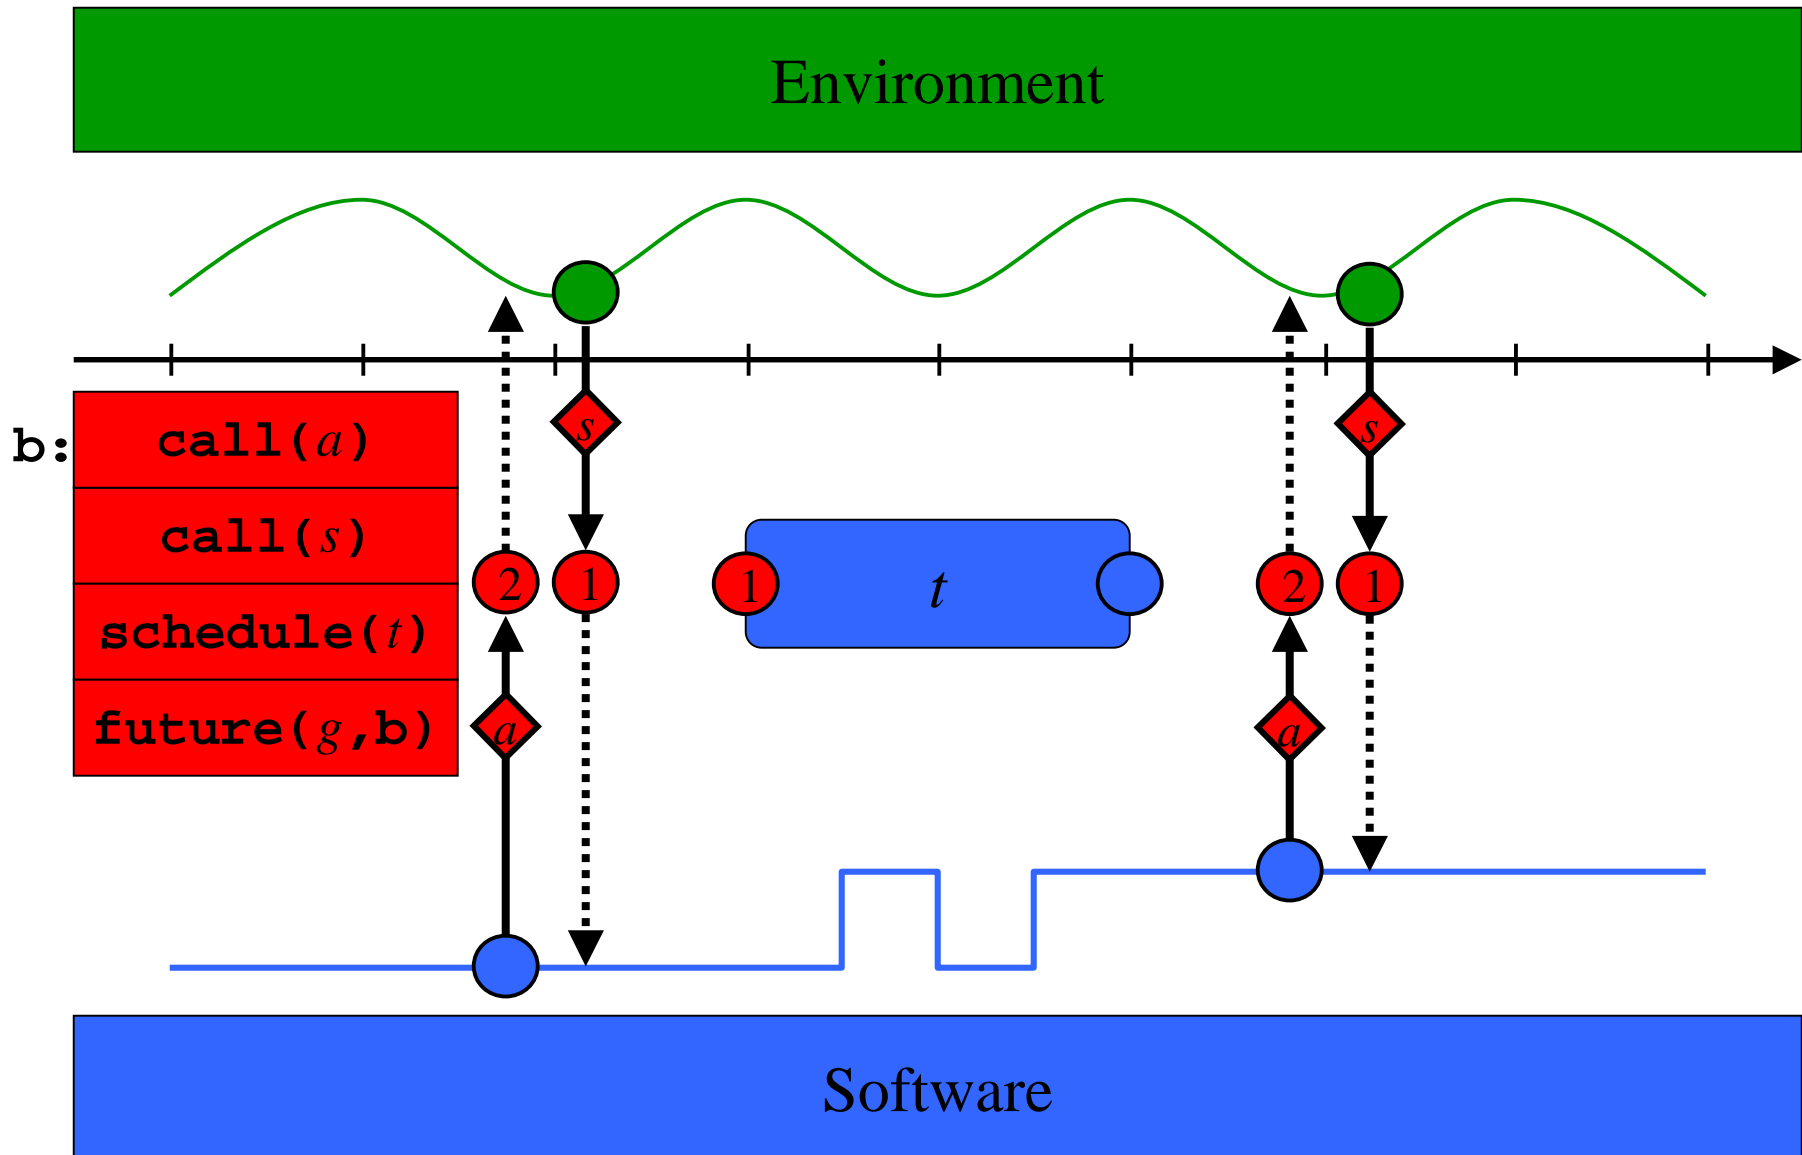 Environment
b:
call(a)
call(s)
schedule(t)
future(g,b)
s
s
2
1
1
t
2
1
a
a
Software